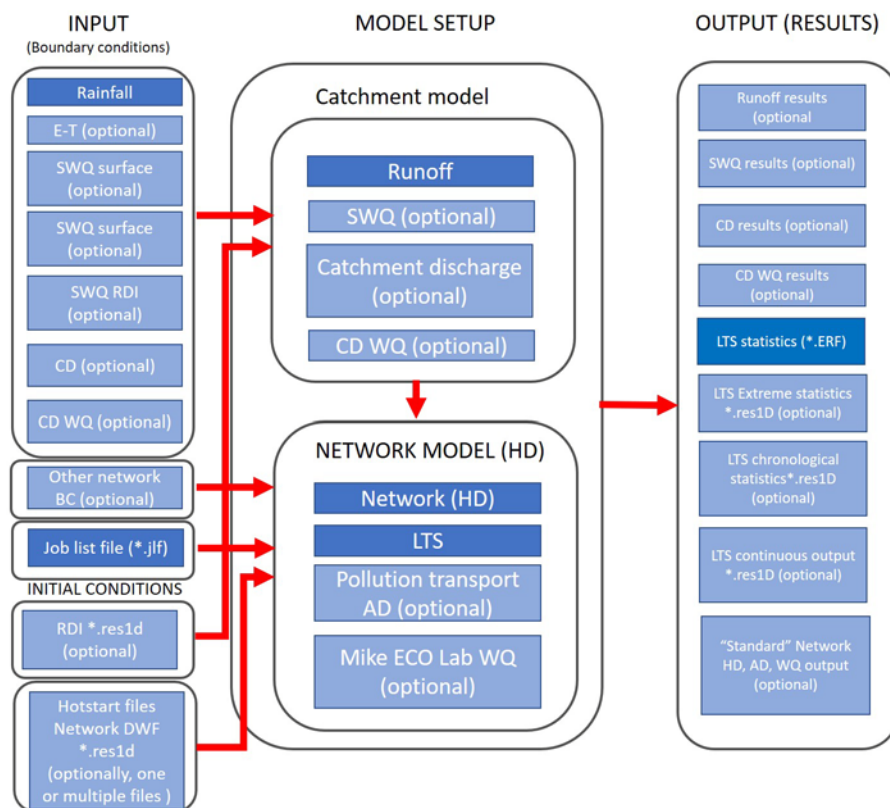 INPUT
(Boundary conditions)
Rainfall
E-T (optional)
SWQ surface
(optional)
SWQ surface
(optional)
SWQ RDI
(optional)
CD (optional)
CD WQ (optional)
Other network
BC (optional)
Job list file (*.jlf)
INITIAL CONDITIONS
RDI *.res1d
(optional)
Hotstart files
Network DWF
*.res1d
(optionally, one
or multiple files )
MODEL SETUP
Catchment model
Runoff
SWQ (optional)
Catchment discharge
(optional)
CD WQ (optional)
NETWORK MODEL (HD)
Network (HD)
LTS
Pollution transport
AD (optional)
Mike ECO Lab WQ
(optional)
OUTPUT (RESULTS)
Runoff results
(optional
SWQ results (optional)
CD results (optional)
CD WQ results
(optional)
LTS statistics (*.ERF)
LTS Extreme statistics
*.res1D (optional)
LTS chronological
statistics*.res1D
(optional)
LTS continuous output
*.res1D (optional)
“Standard” Network
HD, AD, WQ output
(optional)